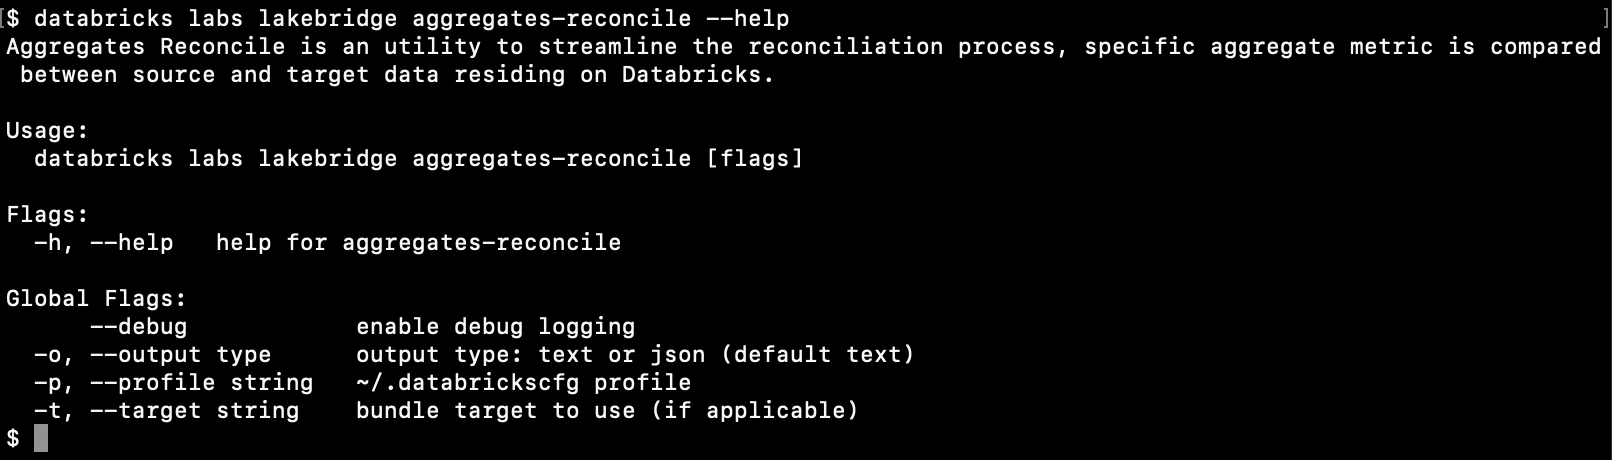 $ databricks labs lakebridge aggregates-reconcile --help
Aggregates Reconcile is an utility to streamline the reconciliation process, specific aggregate metric is compared
 between source and target data residing on Databricks.

Usage:
  databricks labs lakebridge aggregates-reconcile [flags]

Flags:
  -h, --help   help for aggregates-reconcile

Global Flags:
      --debug            enable debug logging
  -o, --output type      output type: text or json (default text)
  -p, --profile string   ~/.databrickscfg profile
  -t, --target string    bundle target to use (if applicable)
$